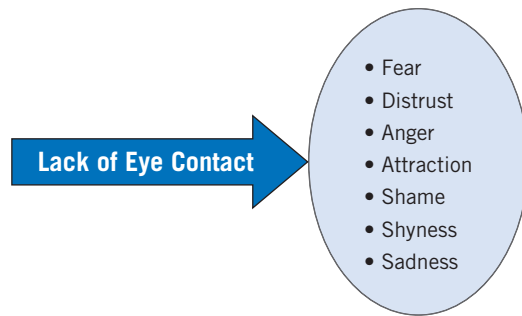 Lack of Eye Contact
• Fear
• Distrust
• Anger
• Attraction
• Shame
• Shyness
• Sadness